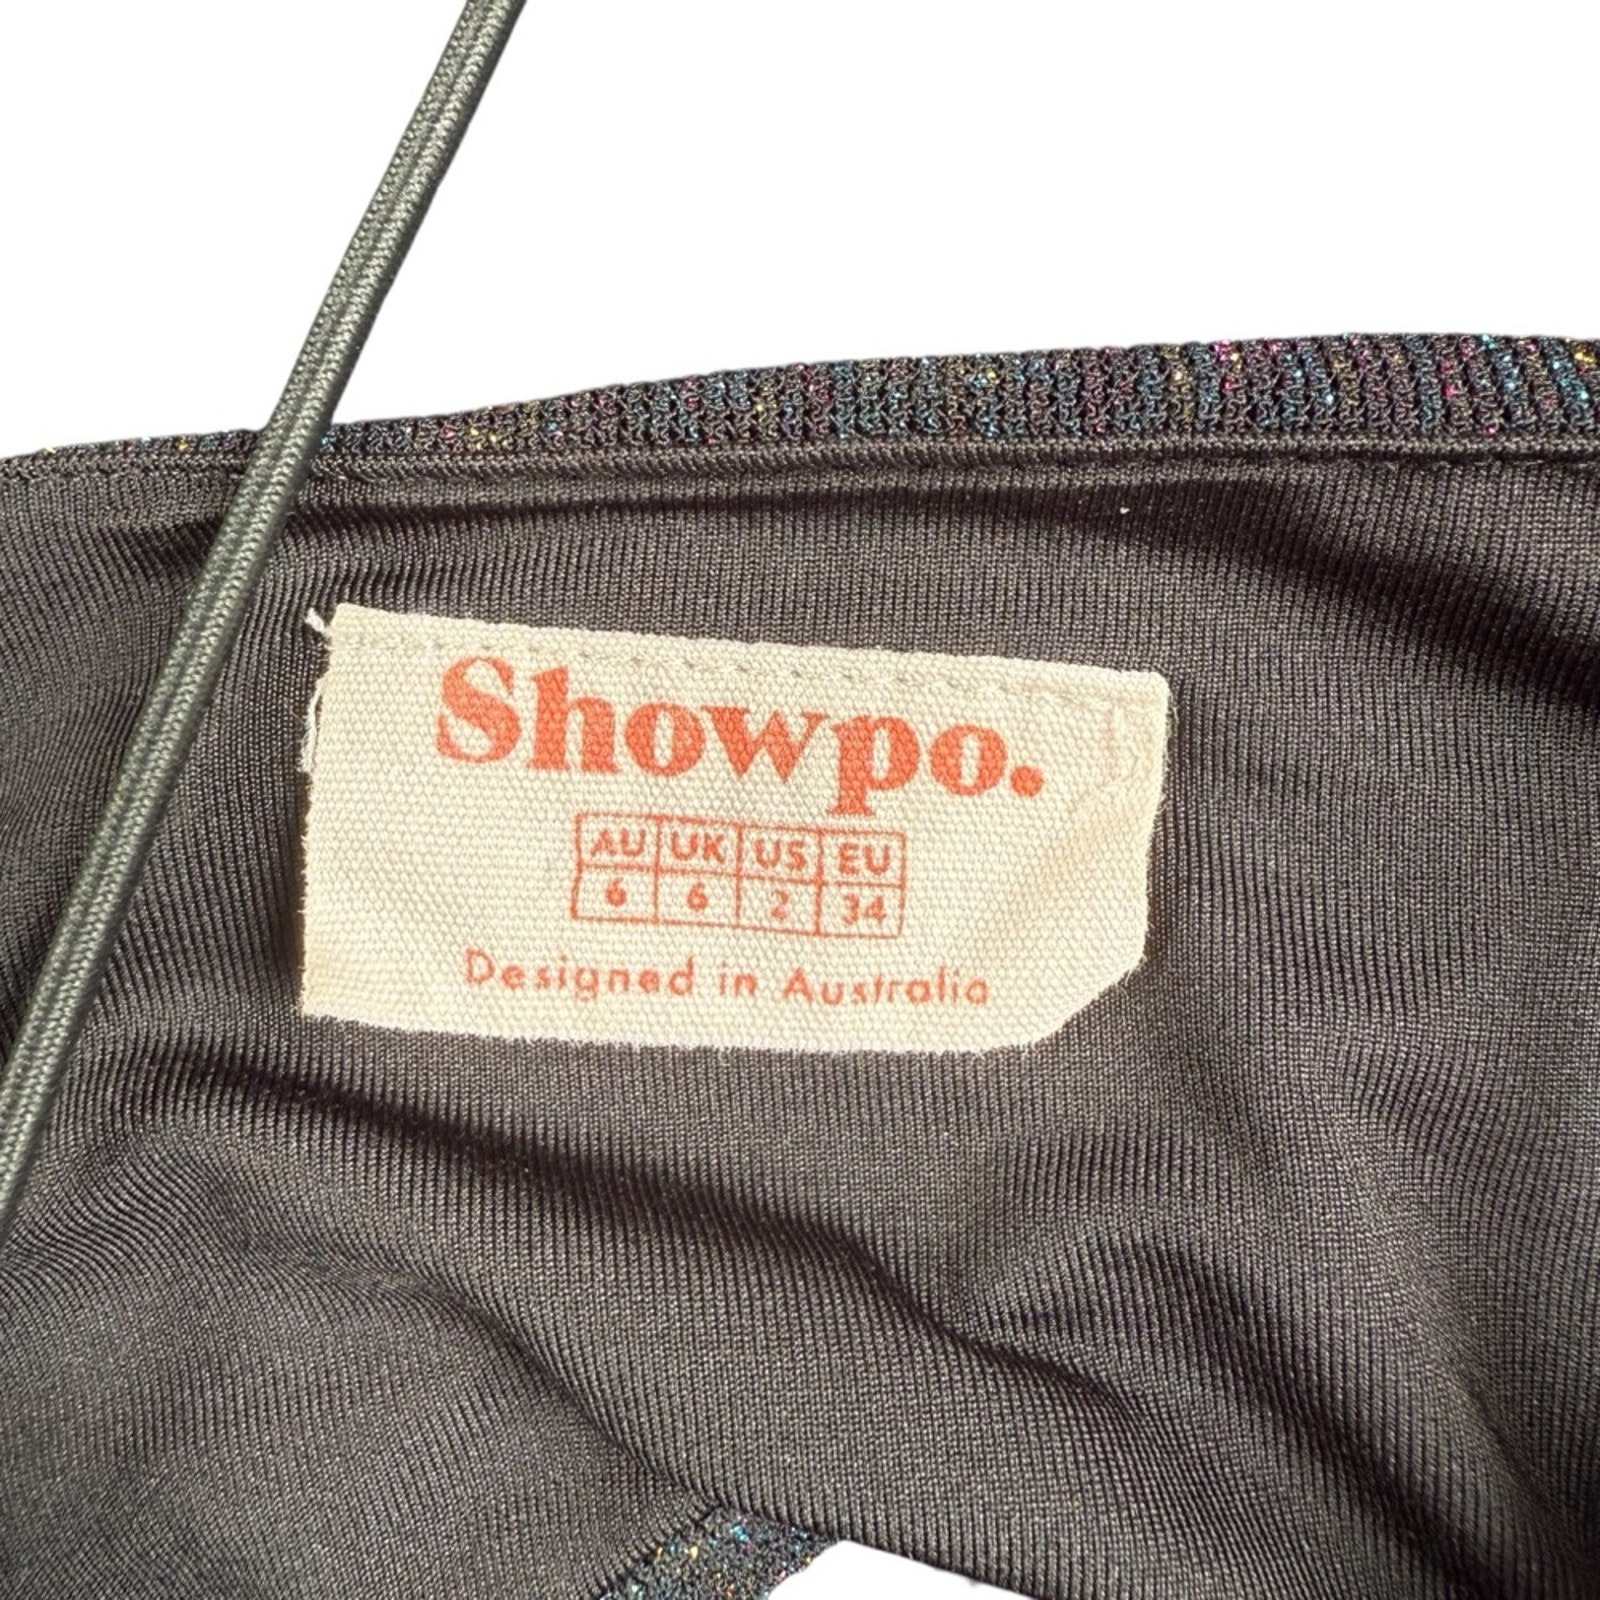 Showpo.
AU UK US EU
6 6 2 34
Designed in Australia